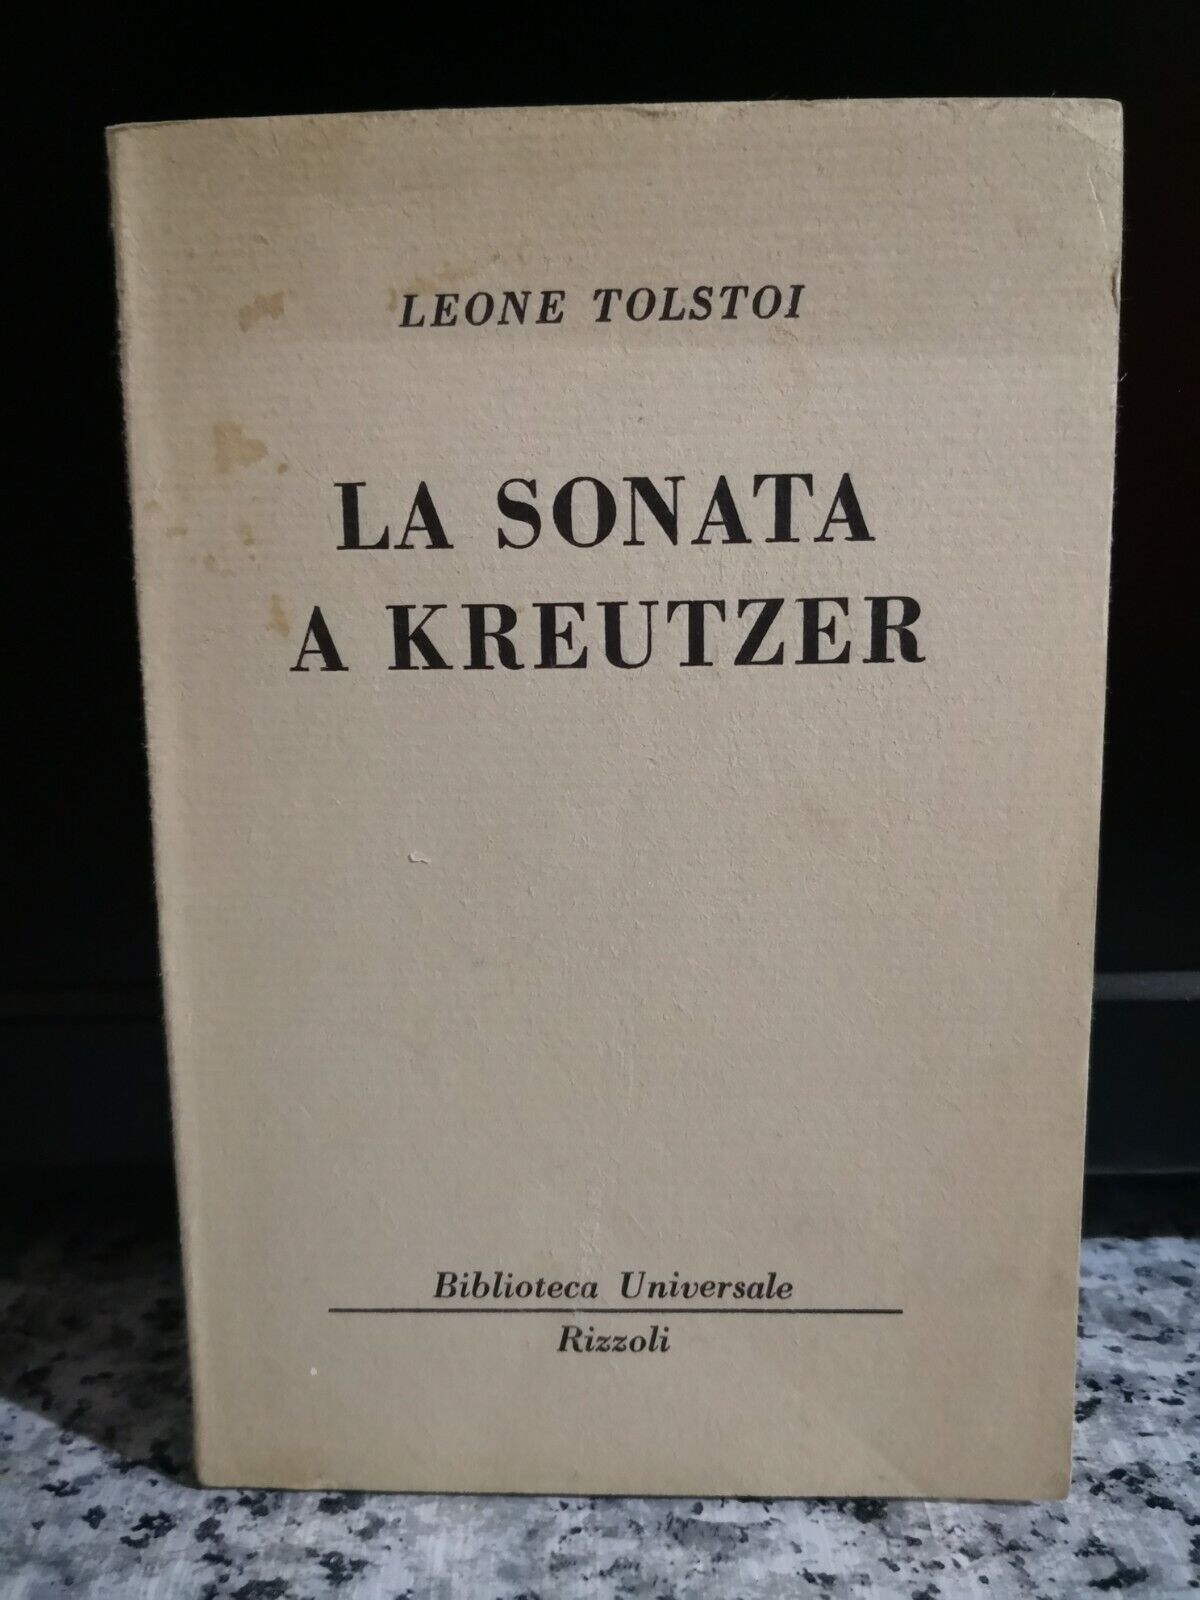 LEONE TOLSTOI
LA SONATA
A KREUTZER
Biblioteca Universale
Rizzoli